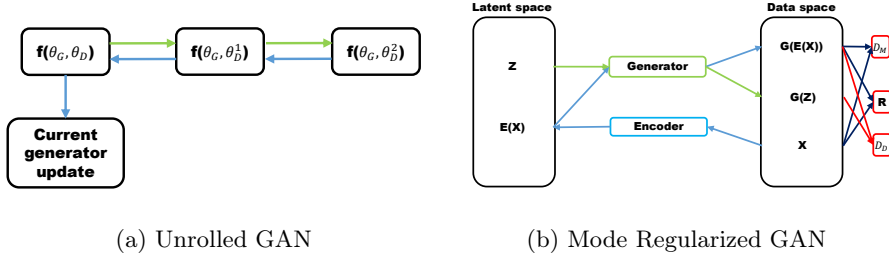 f(θ_G, θ_D)
f(θ_G, θ_D^1)
f(θ_G, θ_D^2)
Current
generator
update
(a) Unrolled GAN
Latent space
Data space
Z
Generator
G(E(X))
D_M
G(Z)
R
E(X)
Encoder
X
D_D
(b) Mode Regularized GAN